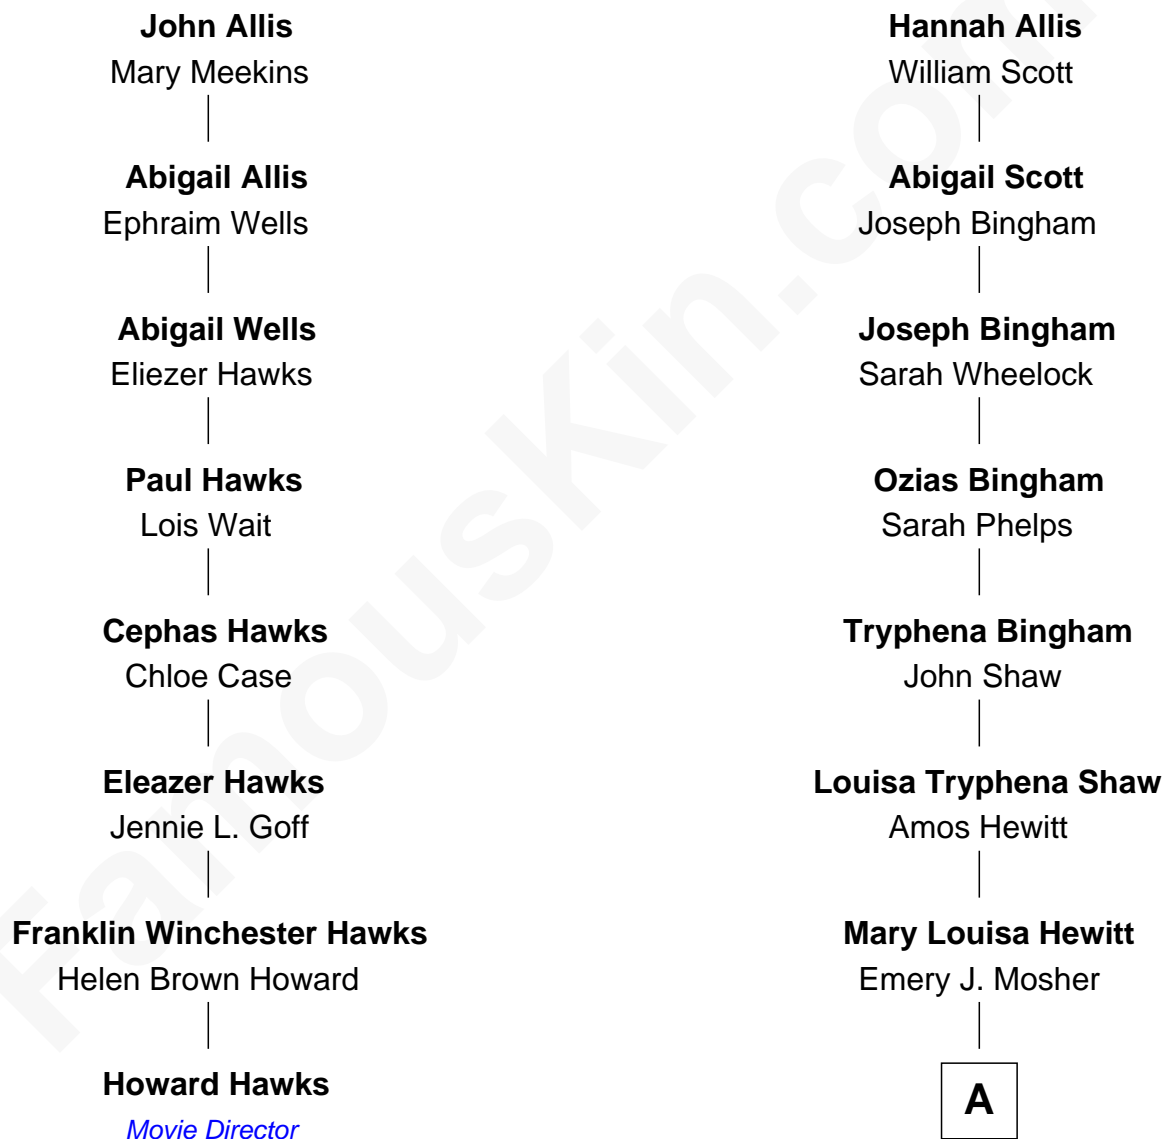 John Allis
Mary Meekins
Abigail Allis
Ephraim Wells
Abigail Wells
Eliezer Hawks
Paul Hawks
Lois Wait
Cephas Hawks
Chloe Case
Eleazer Hawks
Jennie L. Goff
Franklin Winchester Hawks
Helen Brown Howard
Howard Hawks
Movie Director
Hannah Allis
William Scott
Abigail Scott
Joseph Bingham
Joseph Bingham
Sarah Wheelock
Ozias Bingham
Sarah Phelps
Tryphena Bingham
John Shaw
Louisa Tryphena Shaw
Amos Hewitt
Mary Louisa Hewitt
Emery J. Mosher
A
FamousKin.com